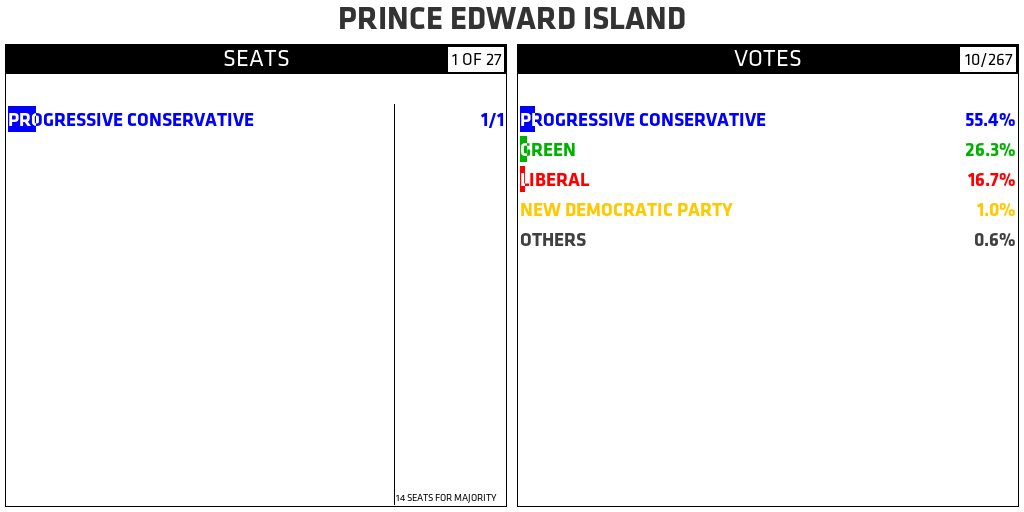 PRINCE EDWARD ISLAND
SEATS 1 OF 27
PROGRESSIVE CONSERVATIVE 1/1
14 SEATS FOR MAJORITY
VOTES 10/267
PROGRESSIVE CONSERVATIVE 55.4%
GREEN 26.3%
LIBERAL 16.7%
NEW DEMOCRATIC PARTY 1.0%
OTHERS 0.6%